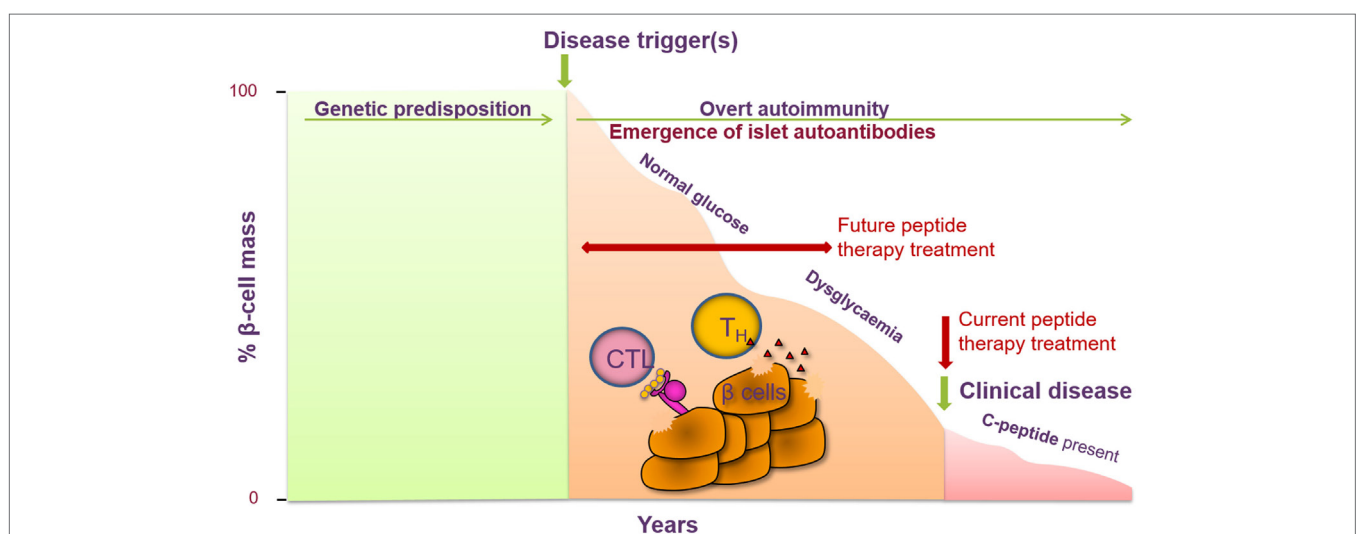 Disease trigger(s)
100
Genetic predisposition
Overt autoimmunity
Emergence of islet autoantibodies
Normal glucose
Future peptide
therapy treatment
% β-cell mass
Dysglycaemia
Current peptide
therapy treatment
CTL
TH
β cells
Clinical disease
C-peptide present
0
Years